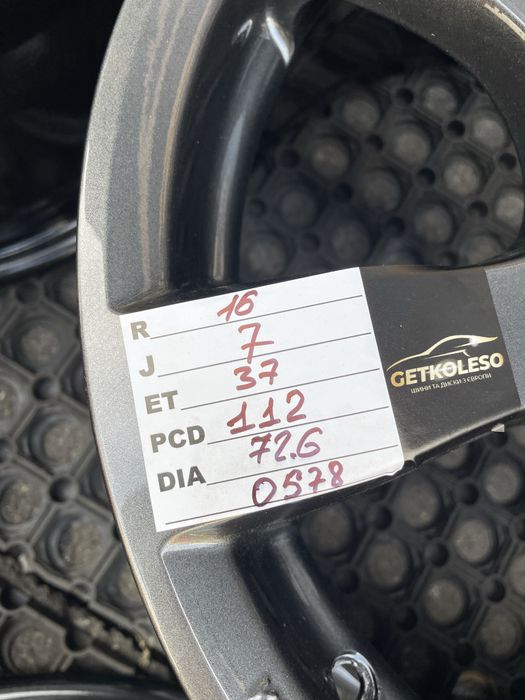 R 16
J 7
ET 37
PCD 112
DIA 72.6
0578
GETKOLESO
ШИНИ ТА ДИСКИ З ЄВРОПИ